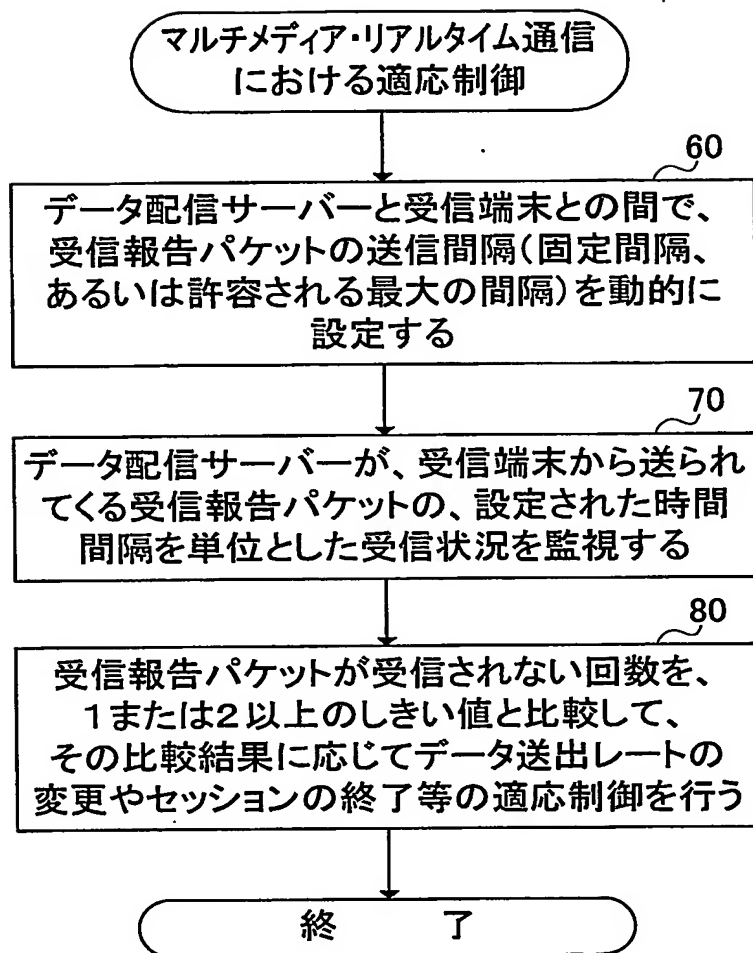 マルチメディア・リアルタイム通信
における適応制御
60
データ配信サーバーと受信端末との間で、
受信報告パケットの送信間隔(固定間隔、
あるいは許容される最大の間隔)を動的に
設定する
70
データ配信サーバーが、受信端末から送られ
てくる受信報告パケットの、設定された時間
間隔を単位とした受信状況を監視する
80
受信報告パケットが受信されない回数を、
1または2以上のしきい値と比較して、
その比較結果に応じてデータ送出レートの
変更やセッションの終了等の適応制御を行う
終 了